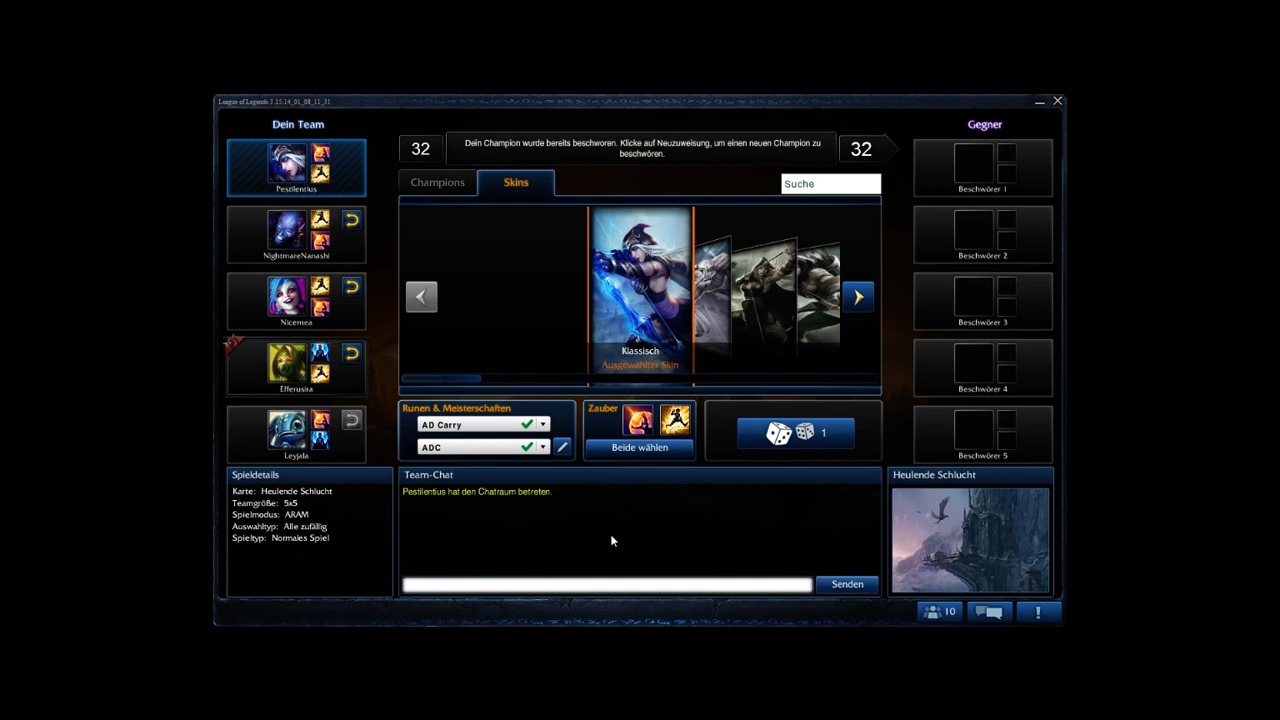 League of Legends 3.15.14_01_08_11_31
Dein Team
Gegner
32
Dein Champion wurde bereits beschworen. Klicke auf Neuzuweisung, um einen neuen Champion zu
beschwören.
32
Champions
Skins
Suche
Pestilentius
NightmareNanashi
Nicemea
Efferusira
Leyjala
Klassisch
Ausgewählter Skin
Beschwörer 1
Beschwörer 2
Beschwörer 3
Beschwörer 4
Beschwörer 5
Runen & Meisterschaften
AD Carry
ADC
Zauber
Beide wählen
1
Spieldetails
Karte: Heulende Schlucht
Teamgröße: 5x5
Spielmodus: ARAM
Auswahltyp: Alle zufällig
Spieltyp: Normales Spiel
Team-Chat
Pestilentius hat den Chatraum betreten.
Senden
Heulende Schlucht
10